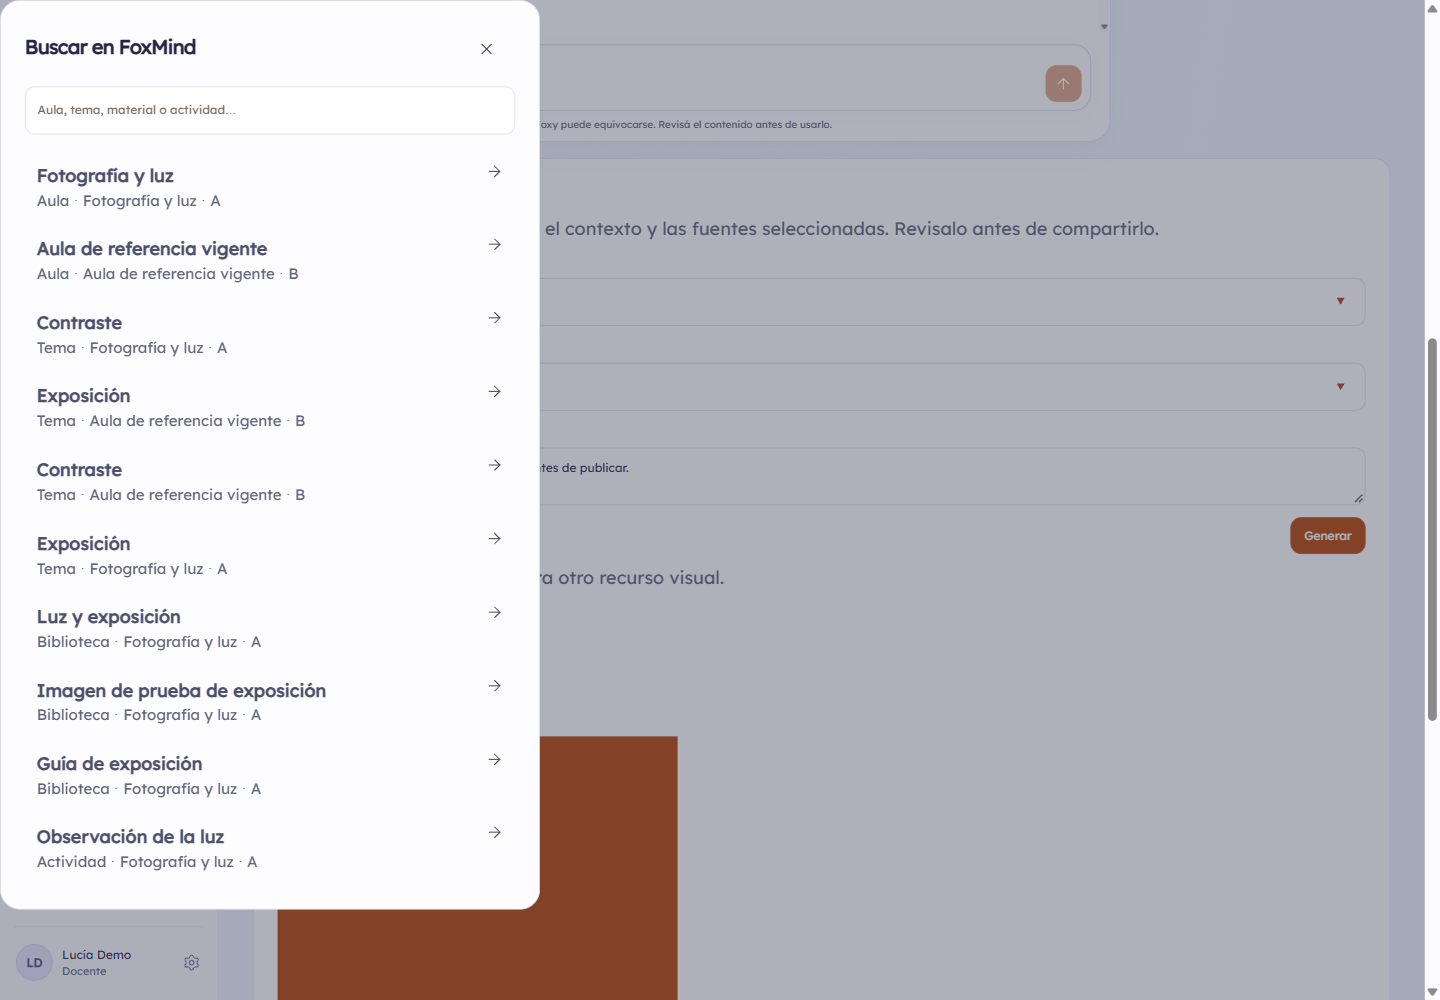 Buscar en FoxMind
Aula, tema, material o actividad...
Fotografía y luz
Aula · Fotografía y luz · A
Aula de referencia vigente
Aula · Aula de referencia vigente · B
Contraste
Tema · Fotografía y luz · A
Exposición
Tema · Aula de referencia vigente · B
Contraste
Tema · Aula de referencia vigente · B
Exposición
Tema · Fotografía y luz · A
Luz y exposición
Biblioteca · Fotografía y luz · A
Imagen de prueba de exposición
Biblioteca · Fotografía y luz · A
Guía de exposición
Biblioteca · Fotografía y luz · A
Observación de la luz
Actividad · Fotografía y luz · A
LD
Lucía Demo
Docente
puede equivocarse. Revisá el contenido antes de usarlo.
el contexto y las fuentes seleccionadas. Revisalo antes de compartirlo.
de publicar.
Generar
otro recurso visual.